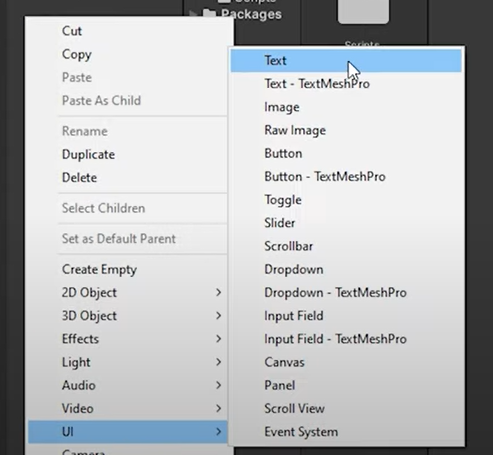 Scripts
Packages
Scripts
Cut
Copy
Paste
Paste As Child
Rename
Duplicate
Delete
Select Children
Set as Default Parent
Create Empty
2D Object
3D Object
Effects
Light
Audio
Video
UI
Camera
Text
Text - TextMeshPro
Image
Raw Image
Button
Button - TextMeshPro
Toggle
Slider
Scrollbar
Dropdown
Dropdown - TextMeshPro
Input Field
Input Field - TextMeshPro
Canvas
Panel
Scroll View
Event System